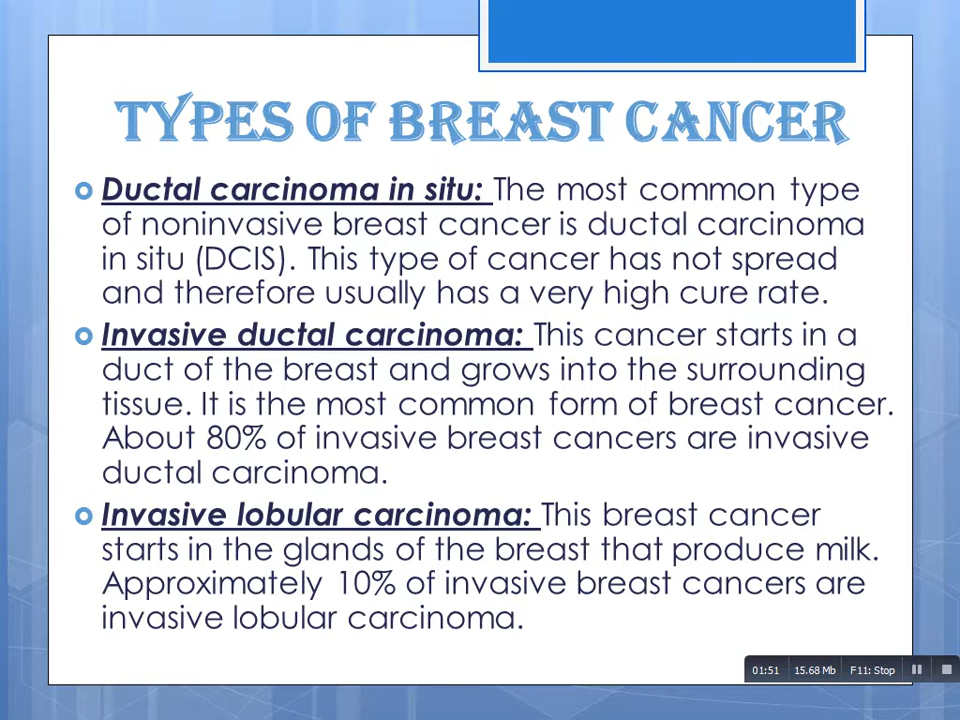 TYPES OF BREAST CANCER
Ductal carcinoma in situ: The most common type
of noninvasive breast cancer is ductal carcinoma
in situ (DCIS). This type of cancer has not spread
and therefore usually has a very high cure rate.
Invasive ductal carcinoma: This cancer starts in a
duct of the breast and grows into the surrounding
tissue. It is the most common form of breast cancer.
About 80% of invasive breast cancers are invasive
ductal carcinoma.
Invasive lobular carcinoma: This breast cancer
starts in the glands of the breast that produce milk.
Approximately 10% of invasive breast cancers are
invasive lobular carcinoma.
01:51 15.68 Mb F11: Stop